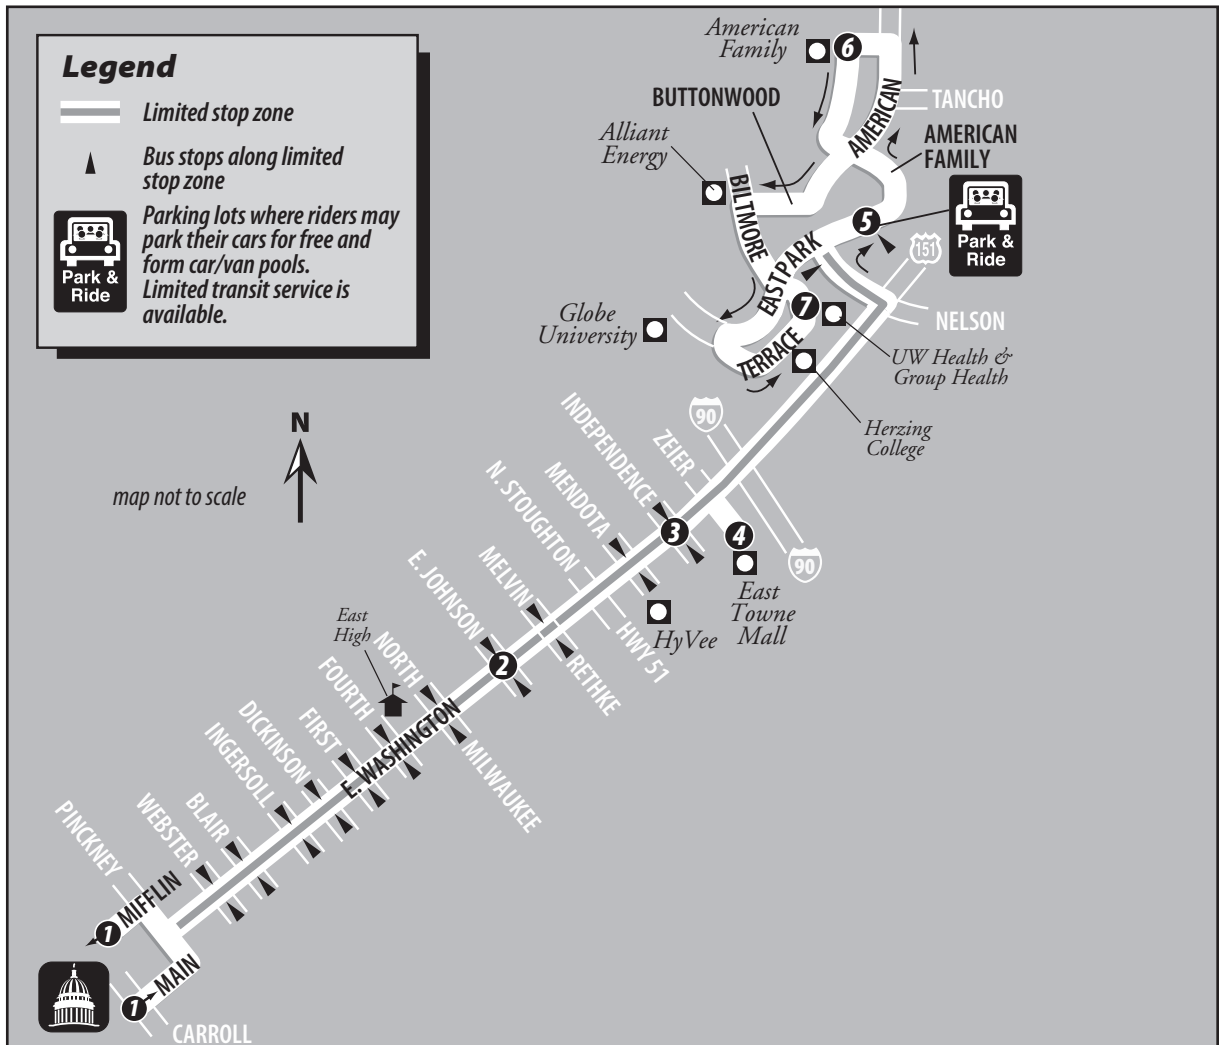 Legend
Limited stop zone
Bus stops along limited
stop zone
Park &
Ride
Parking lots where riders may
park their cars for free and
form car/van pools.
Limited transit service is
available.
American
Family
6
BUTTONWOOD
AMERICAN
TANCHO
Alliant
Energy
AMERICAN
FAMILY
BILTMORE
5
Park &
Ride
151
EASTPARK
Globe
University
7
NELSON
TERRACE
UW Health &
Group Health
Herzing
College
N
map not to scale
90
INDEPENDENCE
ZEIER
MENDOTA
N. STOUGHTON
3
4
90
East
Towne
Mall
HyVee
MELVIN
E. JOHNSON
HWY 51
RETHKE
2
East
High
NORTH
FOURTH
FIRST
DICKINSON
INGERSOLL
E. WASHINGTON
MILWAUKEE
BLAIR
WEBSTER
PINCKNEY
MIFFLIN
1
MAIN
1
CARROLL